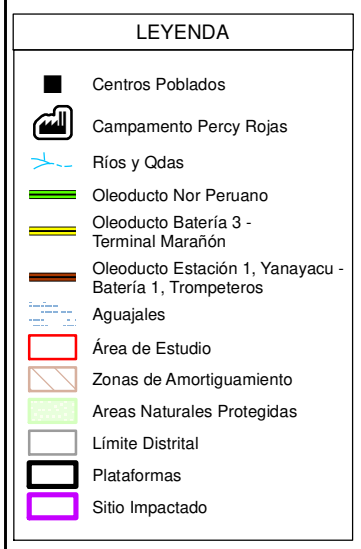 LEYENDA
Centros Poblados
Campamento Percy Rojas
Ríos y Qdas
Oleoducto Nor Peruano
Oleoducto Batería 3 -
Terminal Marañón
Oleoducto Estación 1, Yanayacu -
Batería 1, Trompeteros
Aguajales
Área de Estudio
Zonas de Amortiguamiento
Areas Naturales Protegidas
Límite Distrital
Plataformas
Sitio Impactado